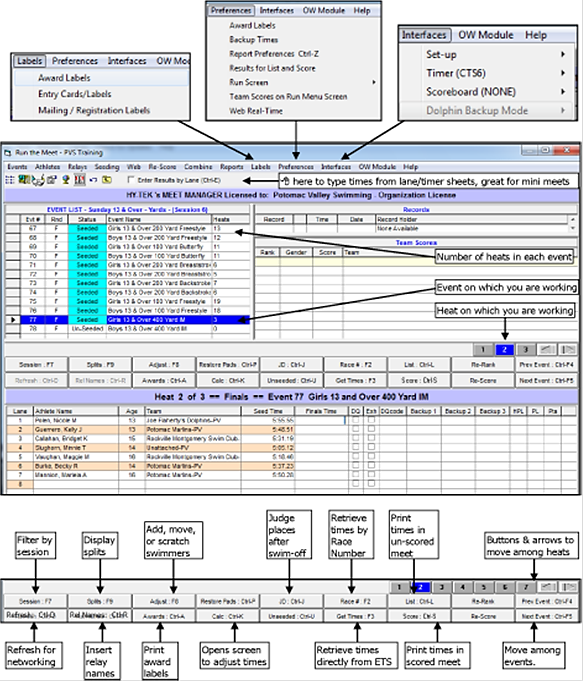 Labels Preferences Interfaces OW Mo
Award Labels
Entry Cards/Labels
Mailing / Registration Labels
Preferences Interfaces OW Module Help
Award Labels
Backup Times
Report Preferences Ctrl-Z
Results for List and Score
Run Screen
Team Scores on Run Menu Screen
Web Real-Time
Interfaces OW Module Help
Set-up
Timer (CTS6)
Scoreboard (NONE)
Dolphin Backup Mode
Run the Meet - PVS Training
Events Athletes Relays Seeding Web Re-Score Combine Reports Labels Preferences Interfaces OW Module Help
Enter Results by Lane (Ctrl-E)
here to type times from lane/timer sheets, great for mini meets
HY-TEK's MEET MANAGER Licensed to: Potomac Valley Swimming - Organization License
EVENT LIST - Sunday 13 & Over - Yards - (Session 6)
Evt # Rnd Status Event Name Heats
67 F Seeded Girls 13 & Over 200 Yard Freestyle 13
68 F Seeded Boys 13 & Over 200 Yard Freestyle 12
69 F Seeded Girls 13 & Over 100 Yard Butterfly 11
70 F Seeded Boys 13 & Over 100 Yard Butterfly 11
71 F Seeded Girls 13 & Over 200 Yard Breaststro 6
72 F Seeded Boys 13 & Over 200 Yard Breaststro 5
73 F Seeded Girls 13 & Over 200 Yard Backstroke 7
74 F Seeded Boys 13 & Over 200 Yard Backstroke 6
75 F Seeded Girls 13 & Over 100 Yard Freestyle 19
76 F Seeded Boys 13 & Over 100 Yard Freestyle 18
77 F Seeded Girls 13 & Over 400 Yard IM 3
78 F Un-Seeded Boys 13 & Over 400 Yard IM 0
Records
Record Time Date Record Holder
None Available
Team Scores
Rank Gender Score Team
Number of heats in each event
Event on which you are working
Heat on which you are working
1 2 3
Session : F7 Splits : F9 Adjust : F8 Restore Pads : Ctrl-F JD : Ctrl-J Race # : F2 List : Ctrl-L Re-Rank Prev Event : Ctrl-F4
Refresh : Ctrl-D Rel Names : Ctrl-R Awards : Ctrl-A Calc : Ctrl-K Unseeded : Ctrl-U Get Times : F3 Score : Ctrl-S Re-Score Next Evt : Ctrl-F5
Heat 2 of 3 == Finals == Event 77 Girls 13 and Over 400 Yard IM
Lane Athlete Name Age Team Seed Time Finals Time DQ Exh DQcode Backup 1 Backup 2 Backup 3 HPL PL Pts
1 Nicole M 13 Joe Flaherty's Dolphins-PV 5:55.55
2 Guerrero, Kelly J 13 Potomac Marlins-PV 5:48.51
3 Callahan, Bridget K 15 Rockville Montgomery Swim Club- 5:31.19
4 Mernie T 14 Unattached-PV 5:05.12
5 Vaughan, Maggie M 16 Rockville Montgomery Swim Club- 5:18.46
6 Burke, Becky R 14 Potomac Marlins-PV 5:37.23
7 Mariela A 16 Potomac Marlins-PV 5:50.28
8
Filter by session
Display splits
Add, move, or scratch swimmers
Judge places after swim-off
Retrieve times by Race Number
Print times in un-scored meet
Buttons & arrows to move among heats
1 2 3 4 5 6 7
Session : F7 Splits : F9 Adjust : F8 Restore Pads : Ctrl-F JD : Ctrl-J Race # : F2 List : Ctrl-L Re-Rank Prev Event : Ctrl-F4
Refresh : Ctrl-D Rel Names : Ctrl-R Awards : Ctrl-A Calc : Ctrl-K Unseeded : Ctrl-U Get Times : F3 Score : Ctrl-S Re-Score Next Evt : Ctrl-F5
Refresh for networking
Insert relay names
Print award labels
Opens screen to adjust times
Retrieve times directly from ETS
Print times in scored meet
Move among events.